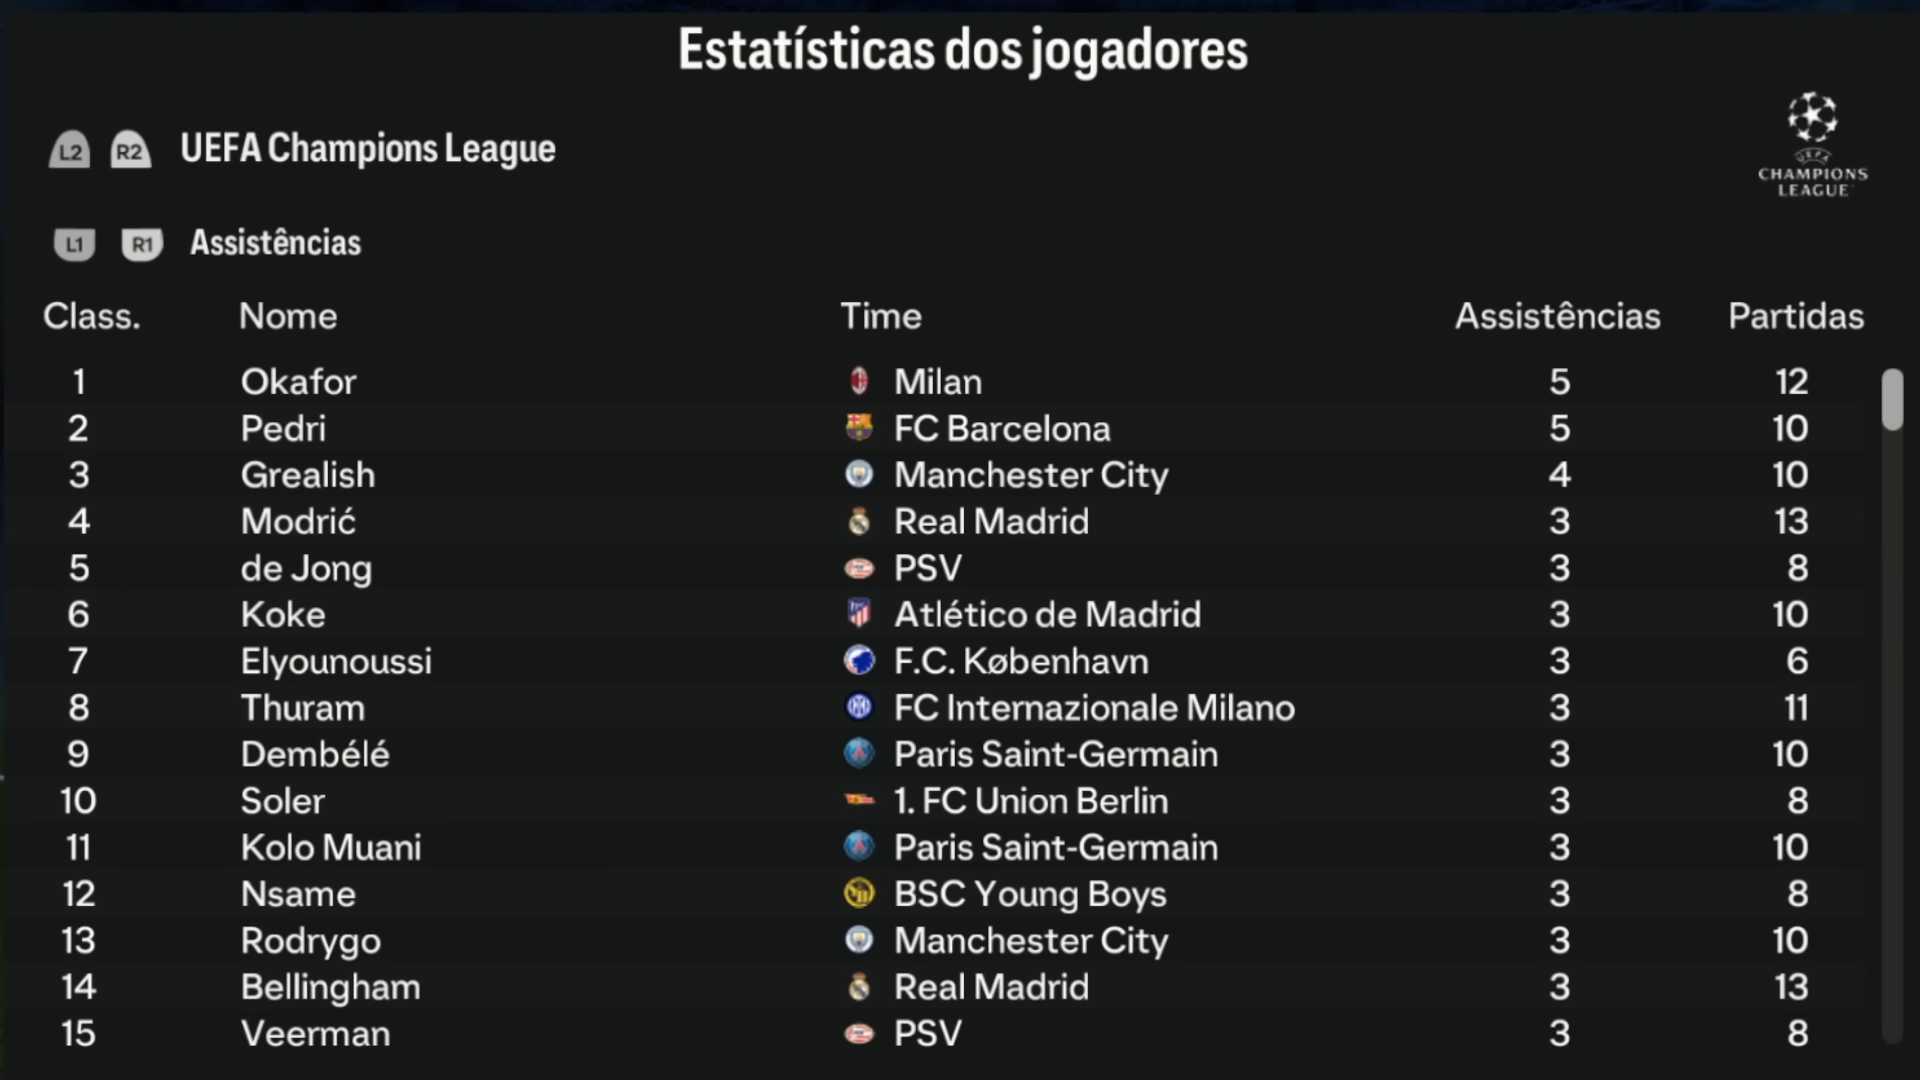 Estatísticas dos jogadores
L2 R2 UEFA Champions League
UEFA
CHAMPIONS
LEAGUE
L1 R1 Assistências
Class. Nome Time Assistências Partidas
1 Okafor Milan 5 12
2 Pedri FC Barcelona 5 10
3 Grealish Manchester City 4 10
4 Modrić Real Madrid 3 13
5 de Jong PSV 3 8
6 Koke Atlético de Madrid 3 10
7 Elyounoussi F.C. København 3 6
8 Thuram FC Internazionale Milano 3 11
9 Dembélé Paris Saint-Germain 3 10
10 Soler 1. FC Union Berlin 3 8
11 Kolo Muani Paris Saint-Germain 3 10
12 Nsame BSC Young Boys 3 8
13 Rodrygo Manchester City 3 10
14 Bellingham Real Madrid 3 13
15 Veerman PSV 3 8